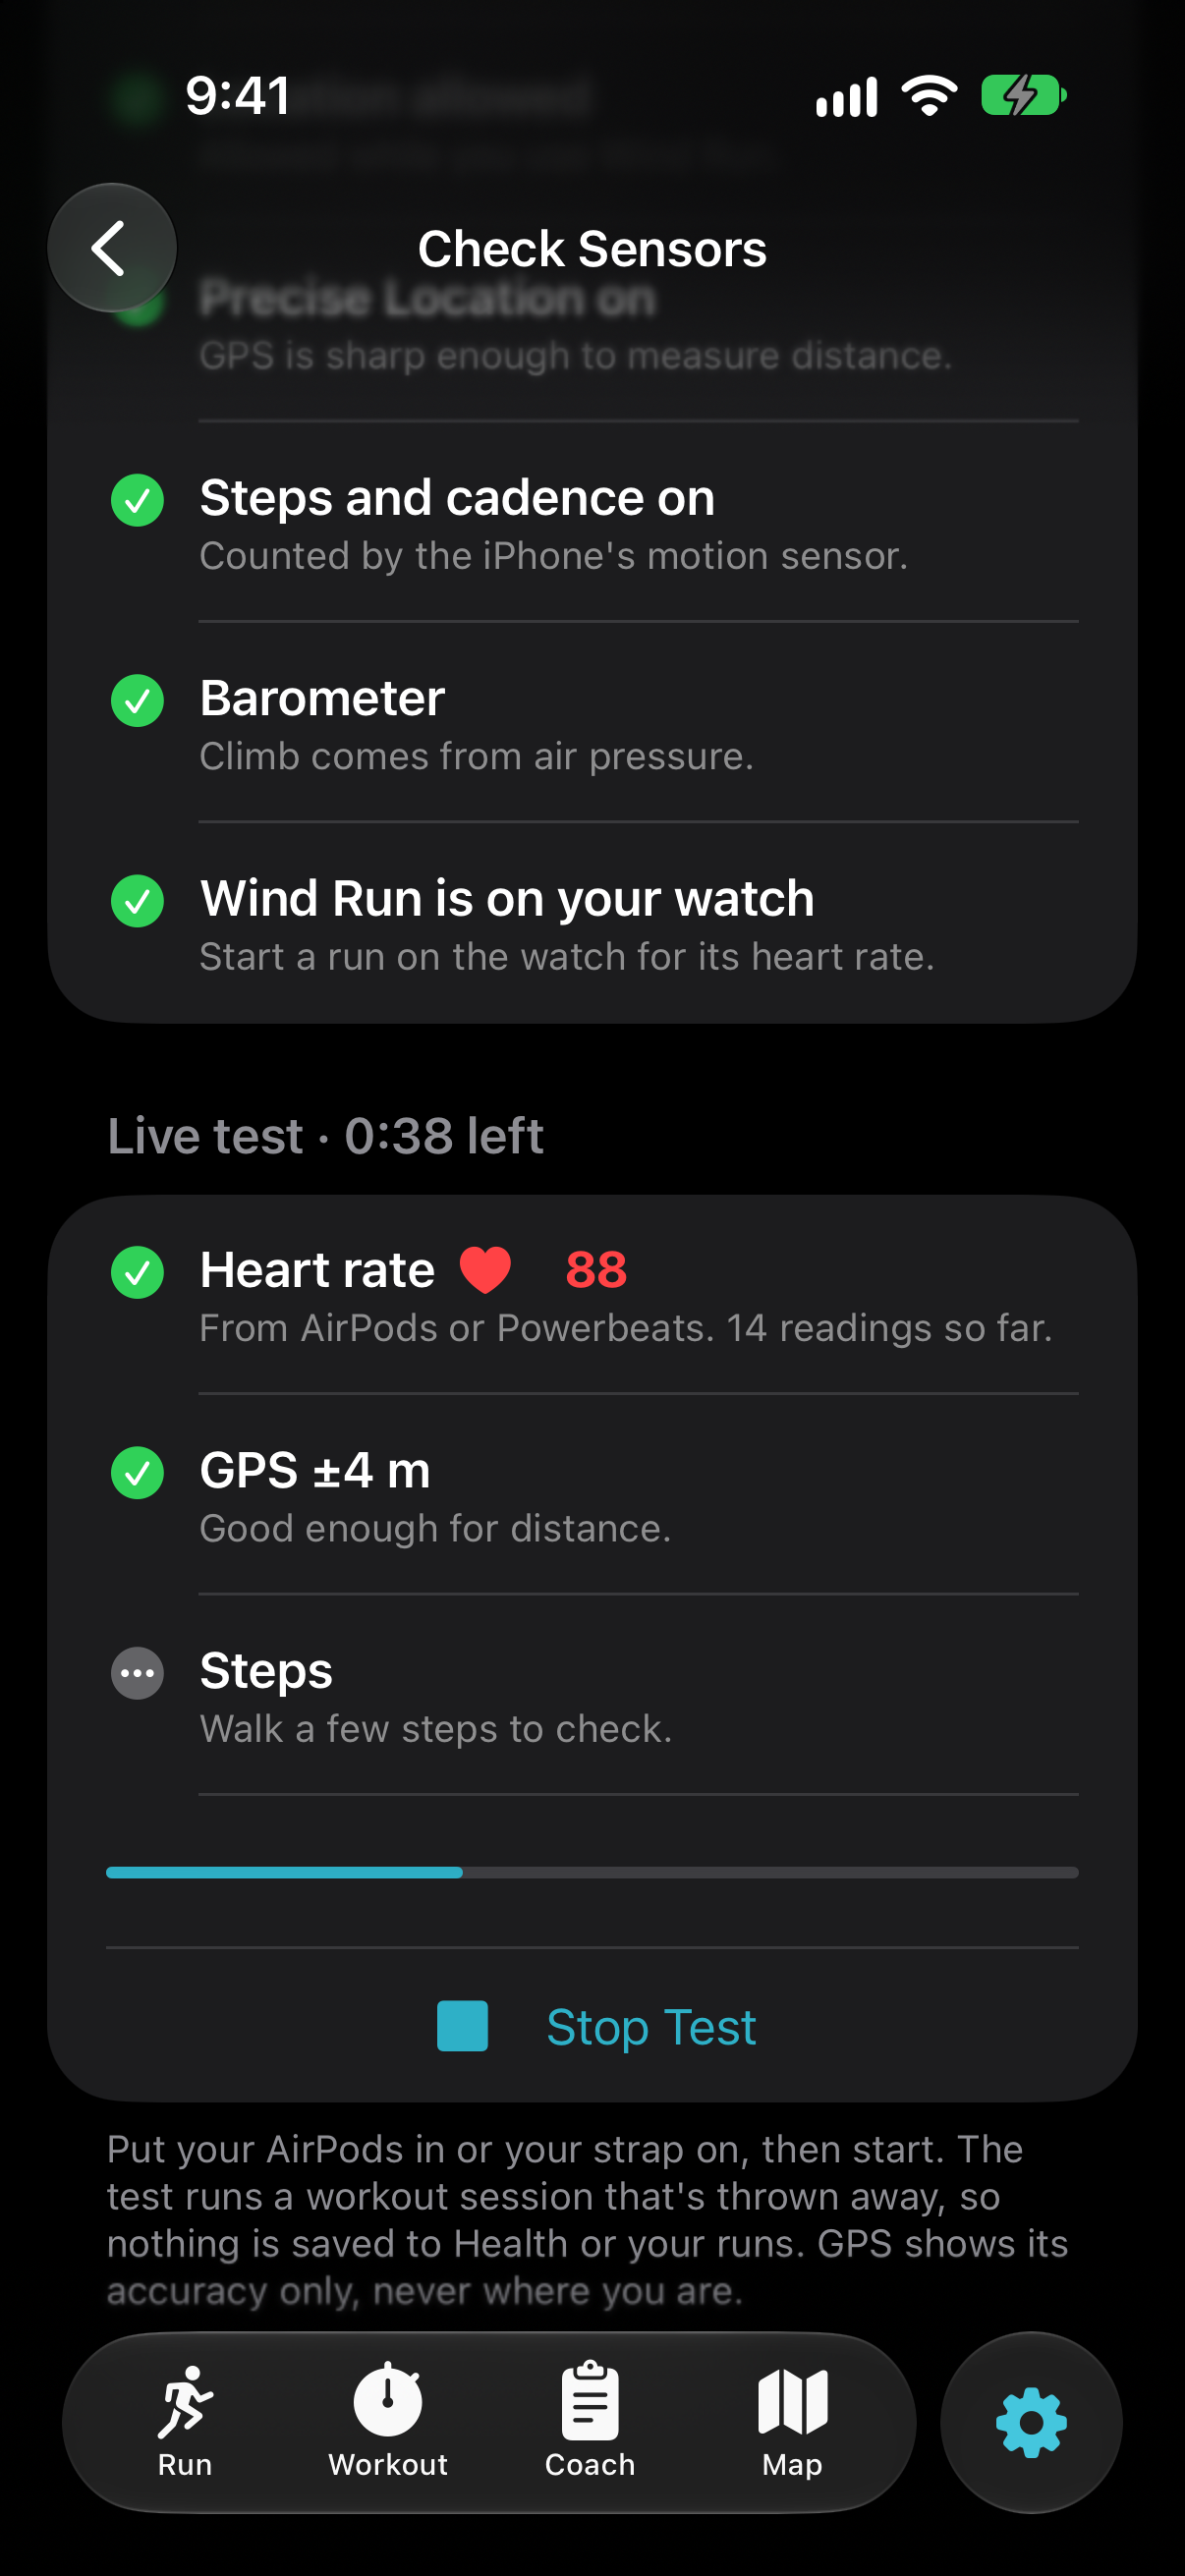 9:41
Check Sensors
Precise Location on
GPS is sharp enough to measure distance.
Steps and cadence on
Counted by the iPhone's motion sensor.
Barometer
Climb comes from air pressure.
Wind Run is on your watch
Start a run on the watch for its heart rate.
Live test · 0:38 left
Heart rate 88
From AirPods or Powerbeats. 14 readings so far.
GPS ±4 m
Good enough for distance.
Steps
Walk a few steps to check.
Stop Test
Put your AirPods in or your strap on, then start. The
test runs a workout session that's thrown away, so
nothing is saved to Health or your runs. GPS shows its
accuracy only, never where you are.
Run
Workout
Coach
Map